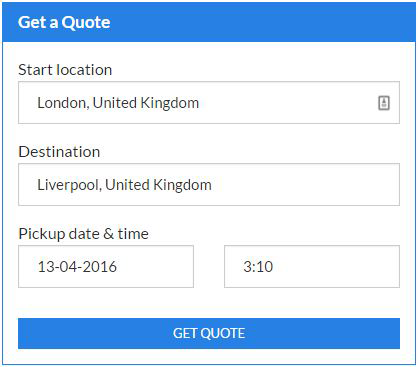 Get a Quote
Start location
London, United Kingdom
Destination
Liverpool, United Kingdom
Pickup date & time
13-04-2016 3:10
GET QUOTE